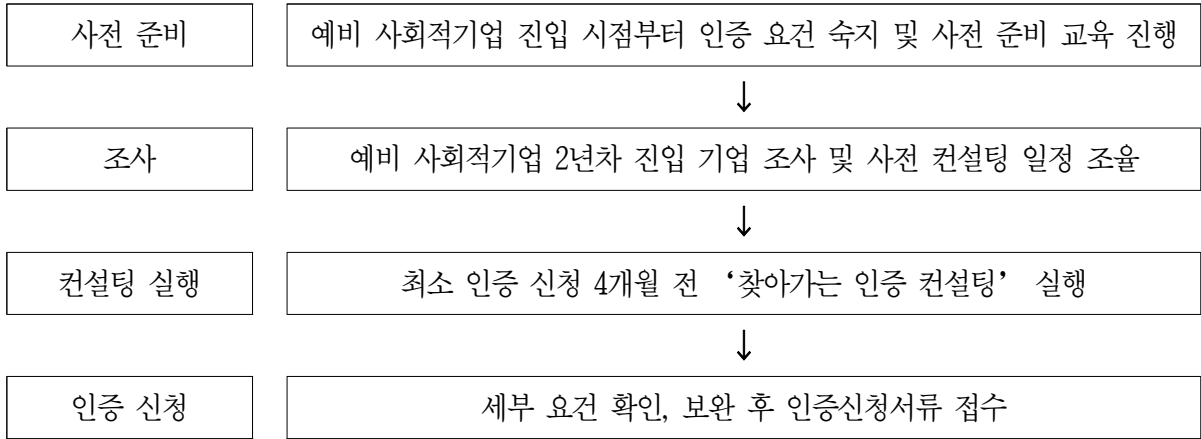 사전 준비
예비 사회적기업 진입 시점부터 인증 요건 숙지 및 사전 준비 교육 진행
↓
조사
예비 사회적기업 2년차 진입 기업 조사 및 사전 컨설팅 일정 조율
↓
컨설팅 실행
최소 인증 신청 4개월 전 ‘찾아가는 인증 컨설팅’ 실행
↓
인증 신청
세부 요건 확인, 보완 후 인증신청서류 접수